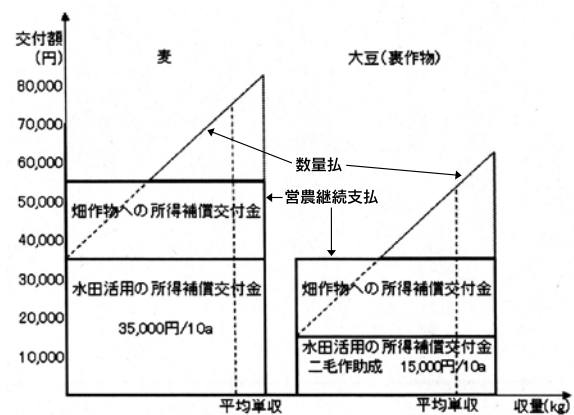 交付額
(円)
麦
大豆(裏作物)
80,000
70,000
60,000
50,000
40,000
30,000
20,000
10,000
数量払
営農継続支払
畑作物への所得補償交付金
水田活用の所得補償交付金
35,000円/10a
畑作物への所得補償交付金
水田活用の所得補償交付金
二毛作助成 15,000円/10a
平均単収
平均単収
収量(kg)